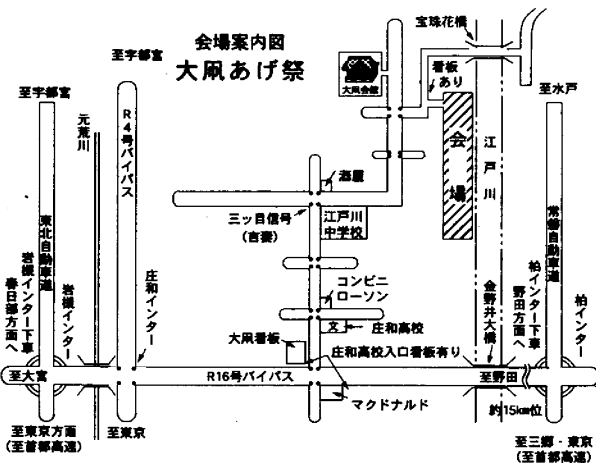 会場案内図
大凧あげ祭
宝珠花橋
至宇都宮
至宇都宮
大凧会館
看板
あり
至水戸
元荒川
R4号バイパス
会場
江戸川
酒屋
三ッ目信号
(吉妻)
江戸川
中学校
東北自動車道
常磐自動車道
岩槻インター下車
春日部方面へ
岩槻インター
庄和インター
コンビニ
ローソン
文
庄和高校
大凧看板
庄和高校入口看板有り
金野井大橋
柏インター下車
野田方面へ
柏インター
至大宮
R16号バイパス
至野田
マクドナルド
約15km位
至東京方面
(至首都高速)
至東京
至三郷・東京
(至首都高速)